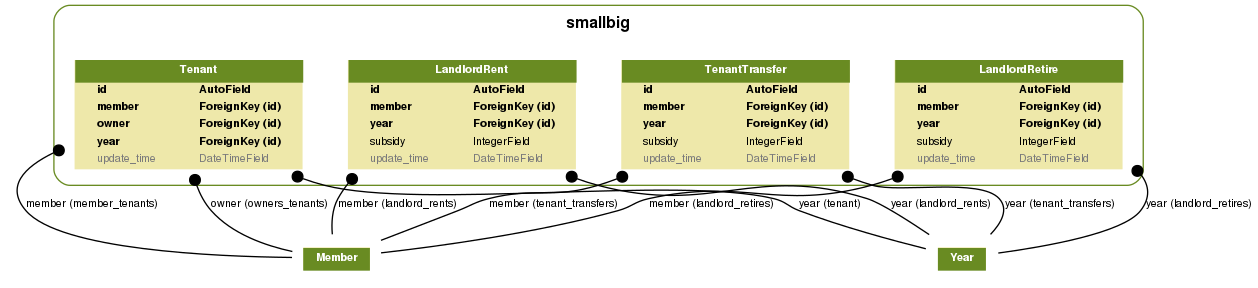 smallbig
Tenant
id AutoField
member ForeignKey (id)
owner ForeignKey (id)
year ForeignKey (id)
update_time DateTimeField
LandlordRent
id AutoField
member ForeignKey (id)
year ForeignKey (id)
subsidy IntegerField
update_time DateTimeField
TenantTransfer
id AutoField
member ForeignKey (id)
year ForeignKey (id)
subsidy IntegerField
update_time DateTimeField
LandlordRetire
id AutoField
member ForeignKey (id)
year ForeignKey (id)
subsidy IntegerField
update_time DateTimeField
member (member_tenants)
owner (owners_tenants)
member (landlord_rents)
member (tenant_transfers)
member (landlord_retires)
year (tenant)
year (landlord_rents)
year (tenant_transfers)
year (landlord_retires)
Member
Year